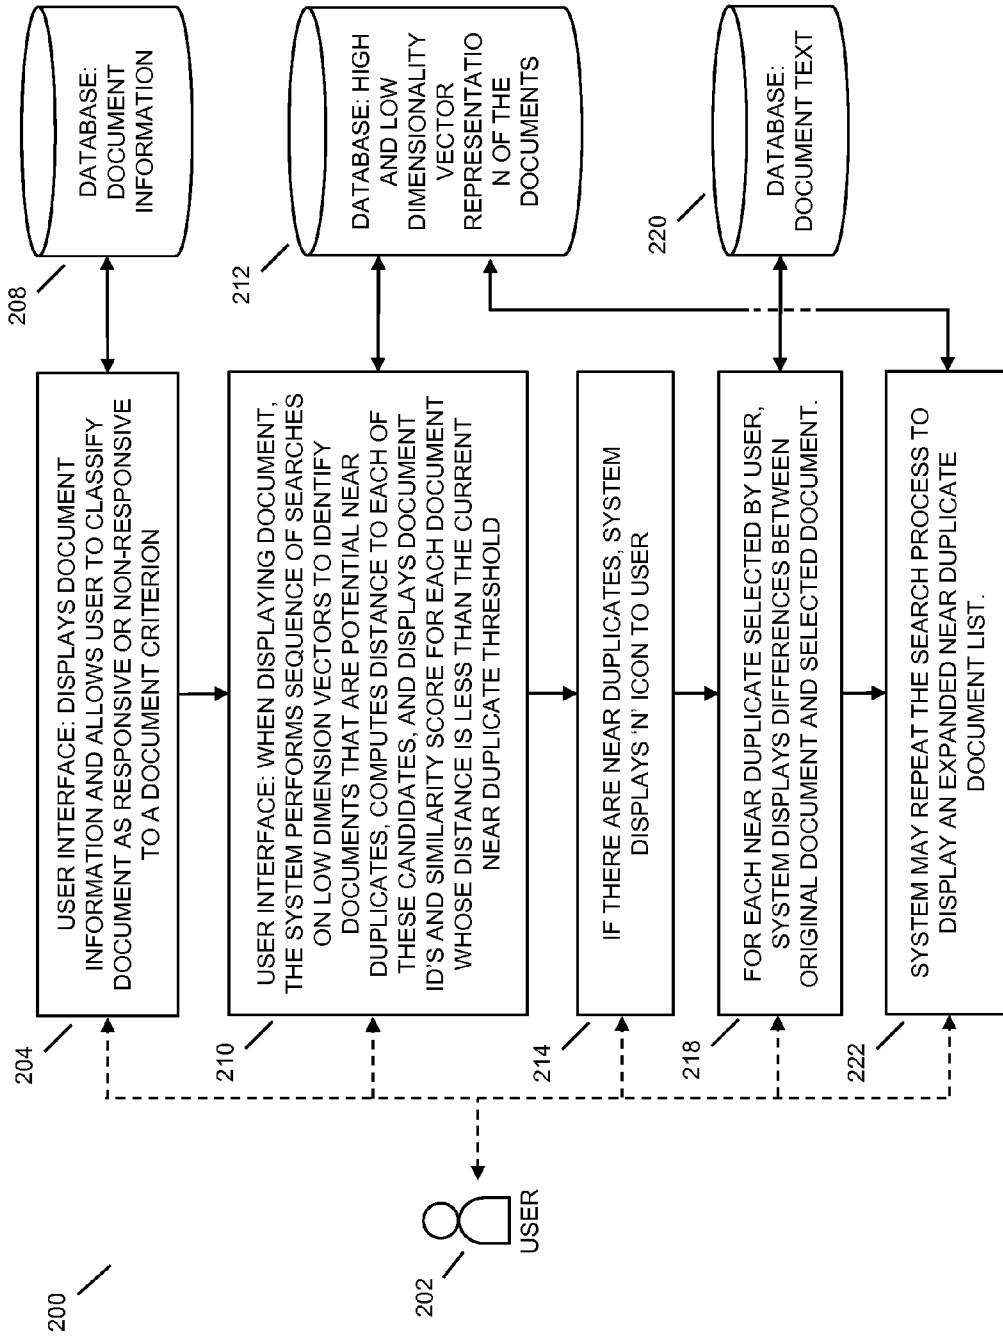 200
202
USER
204
USER INTERFACE: DISPLAYS DOCUMENT
INFORMATION AND ALLOWS USER TO CLASSIFY
DOCUMENT AS RESPONSIVE OR NON-RESPONSIVE
TO A DOCUMENT CRITERION
208
DATABASE:
DOCUMENT
INFORMATION
210
USER INTERFACE: WHEN DISPLAYING DOCUMENT,
THE SYSTEM PERFORMS SEQUENCE OF SEARCHES
ON LOW DIMENSION VECTORS TO IDENTIFY
DOCUMENTS THAT ARE POTENTIAL NEAR
DUPLICATES, COMPUTES DISTANCE TO EACH OF
THESE CANDIDATES, AND DISPLAYS DOCUMENT
ID'S AND SIMILARITY SCORE FOR EACH DOCUMENT
WHOSE DISTANCE IS LESS THAN THE CURRENT
NEAR DUPLICATE THRESHOLD
212
DATABASE: HIGH
AND LOW
DIMENSIONALITY
VECTOR
REPRESENTATIO
N OF THE
DOCUMENTS
214
IF THERE ARE NEAR DUPLICATES, SYSTEM
DISPLAYS 'N' ICON TO USER
218
FOR EACH NEAR DUPLICATE SELECTED BY USER,
SYSTEM DISPLAYS DIFFERENCES BETWEEN
ORIGINAL DOCUMENT AND SELECTED DOCUMENT.
220
DATABASE:
DOCUMENT TEXT
222
SYSTEM MAY REPEAT THE SEARCH PROCESS TO
DISPLAY AN EXPANDED NEAR DUPLICATE
DOCUMENT LIST.